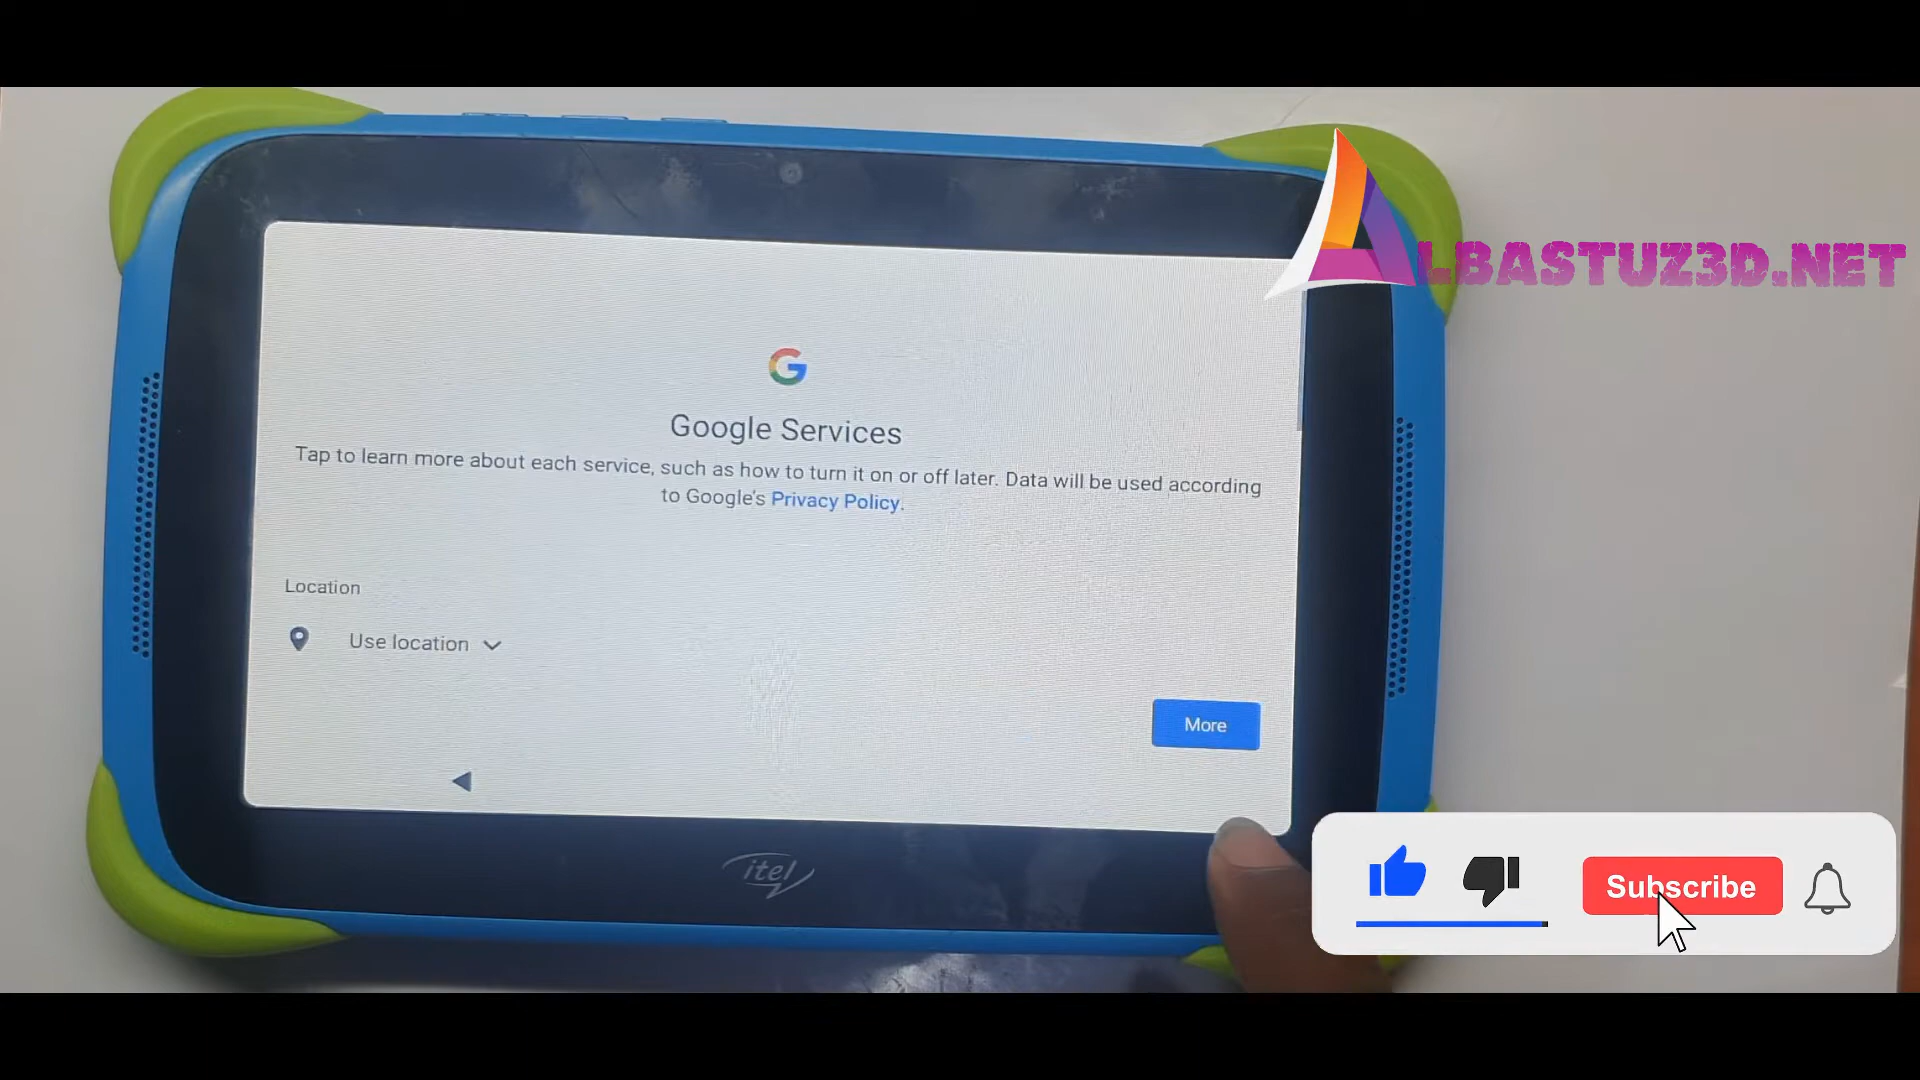 ALBASTUZ3D.NET
Google Services
Tap to learn more about each service, such as how to turn it on or off later. Data will be used according
to Google's Privacy Policy.
Location
Use location
More
itel
Subscribe